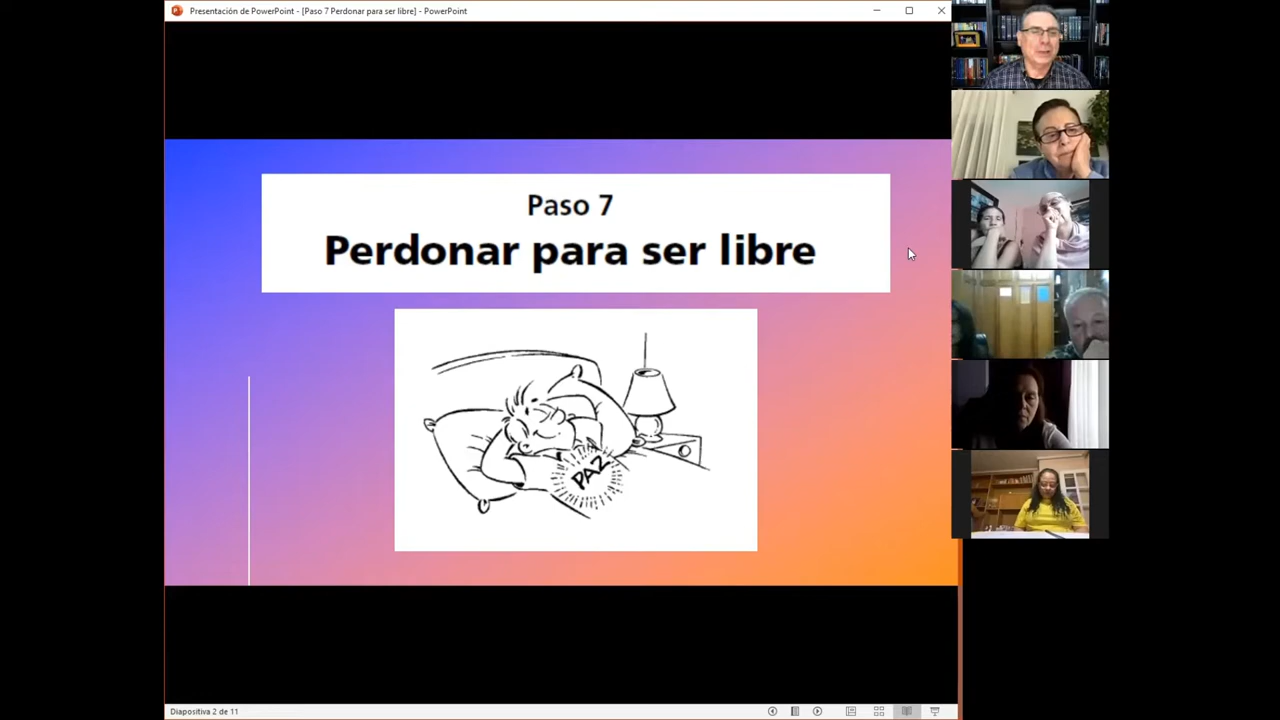 Presentación de PowerPoint - [Paso 7 Perdonar para ser libre] - PowerPoint
Paso 7
Perdonar para ser libre
PAZ
Diapositiva 2 de 11